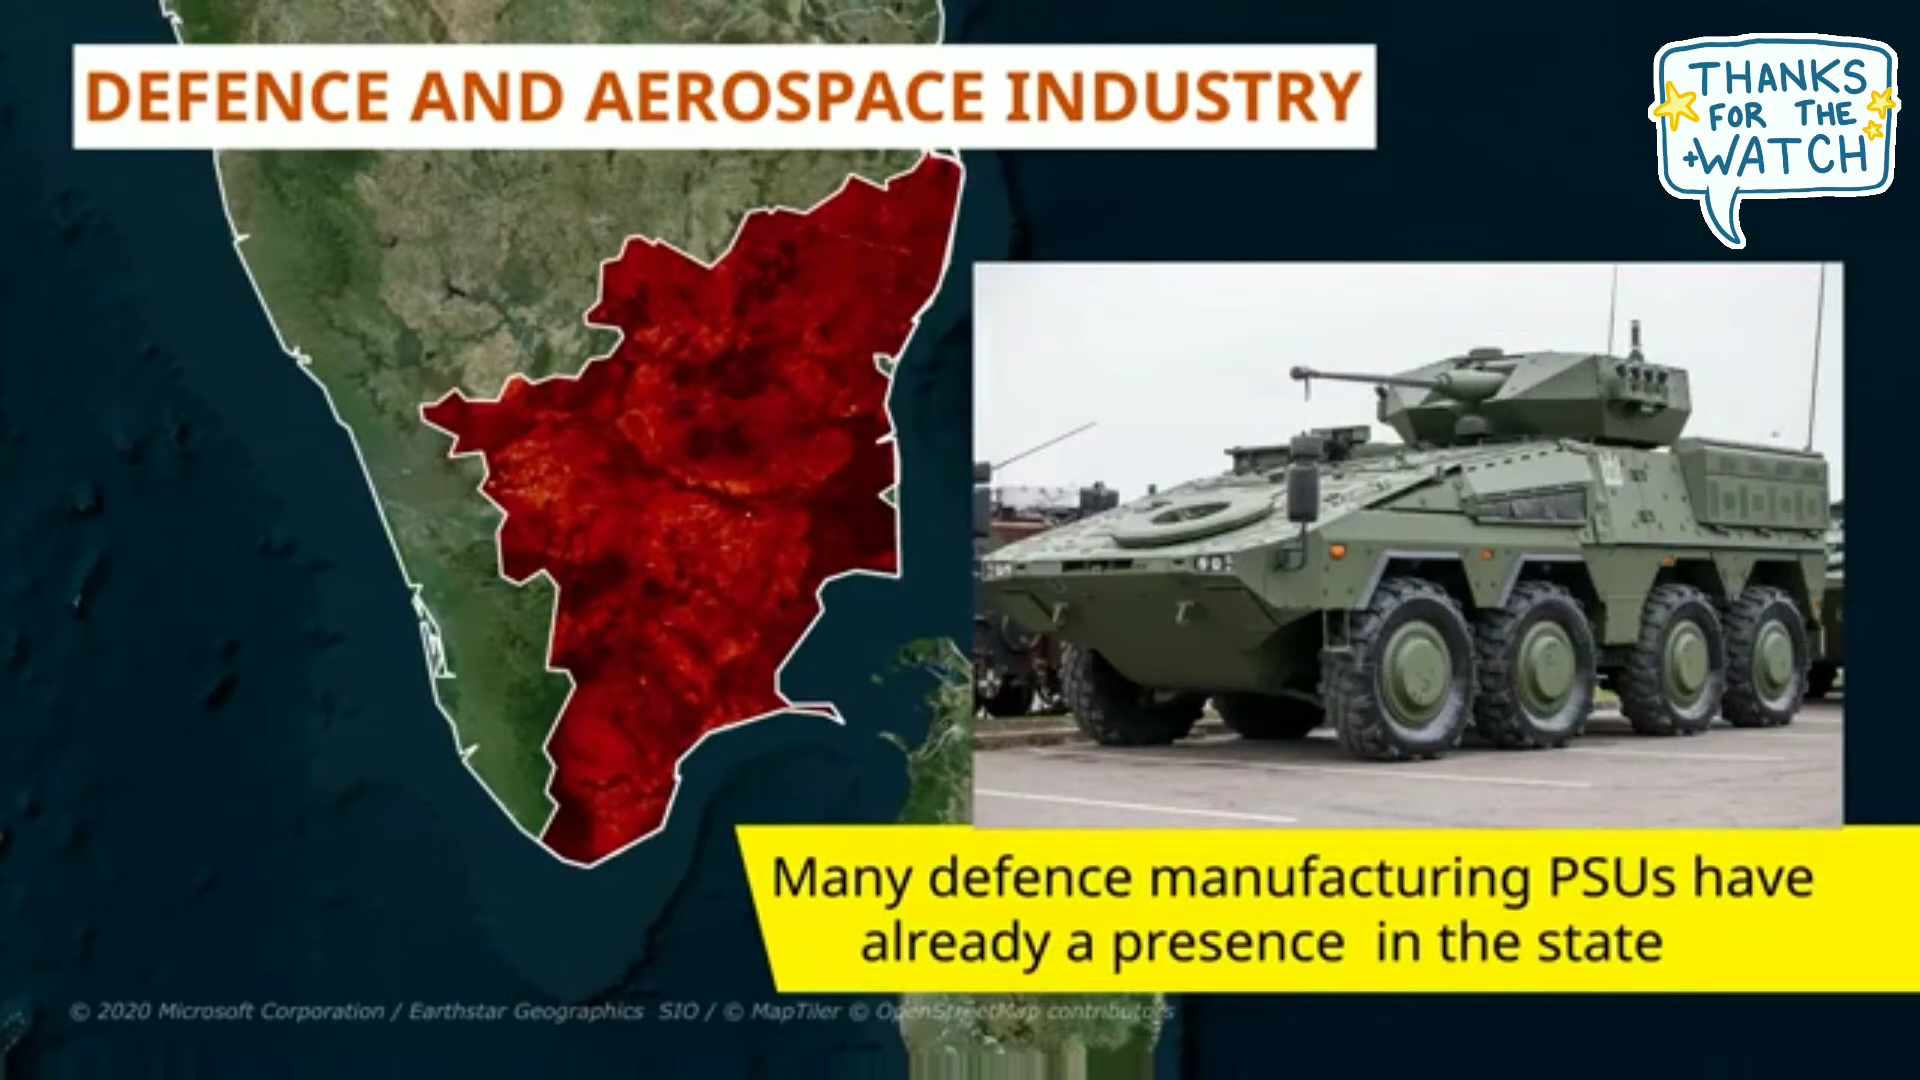 DEFENCE AND AEROSPACE INDUSTRY
THANKS
FOR THE
WATCH
Many defence manufacturing PSUs have
already a presence in the state
© 2020 Microsoft Corporation / Earthstar Geographics SIO / © MapTiler © OpenStreetMap contributors